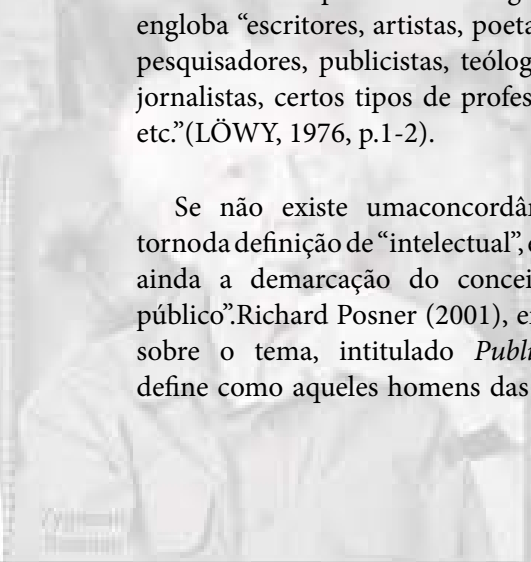 engloba “escritores, artistas, poeta
pesquisadores, publicistas, teólog
jornalistas, certos tipos de profes
etc.”(LÖWY, 1976, p.1-2).
Se não existe umaconcordân
tornoda definição de “intelectual”,
ainda a demarcação do concei
público”.Richard Posner (2001), e
sobre o tema, intitulado Publi
define como aqueles homens das
Zygmunt
Bauman